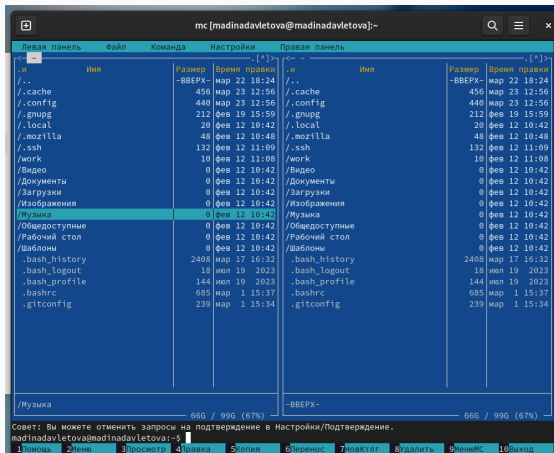 mc [madinadavletova@madinadavletova]:~
Левая панель Файл Команда Настройки Правая панель
<— ~ .[^]> <— ~ .[^]>
.и Имя Размер Время правки .и Имя Размер Время правки
/.. -ВВЕРХ- мар 22 18:24 /.. -ВВЕРХ- мар 22 18:24
/.cache 456 мар 23 12:56 /.cache 456 мар 23 12:56
/.config 440 мар 23 12:56 /.config 440 мар 23 12:56
/.gnupg 212 фев 19 15:59 /.gnupg 212 фев 19 15:59
/.local 20 фев 12 10:42 /.local 20 фев 12 10:42
/.mozilla 48 фев 12 10:48 /.mozilla 48 фев 12 10:48
/.ssh 132 фев 12 11:09 /.ssh 132 фев 12 11:09
/work 10 фев 12 11:08 /work 10 фев 12 11:08
/Видео 0 фев 12 10:42 /Видео 0 фев 12 10:42
/Документы 0 фев 12 10:42 /Документы 0 фев 12 10:42
/Загрузки 0 фев 12 10:42 /Загрузки 0 фев 12 10:42
/Изображения 0 фев 12 10:42 /Изображения 0 фев 12 10:42
/Музыка 0 фев 12 10:42 /Музыка 0 фев 12 10:42
/Общедоступные 0 фев 12 10:42 /Общедоступные 0 фев 12 10:42
/Рабочий стол 0 фев 12 10:42 /Рабочий стол 0 фев 12 10:42
/Шаблоны 0 фев 12 10:42 /Шаблоны 0 фев 12 10:42
.bash_history 2408 мар 17 16:32 .bash_history 2408 мар 17 16:32
.bash_logout 18 июл 19 2023 .bash_logout 18 июл 19 2023
.bash_profile 144 июл 19 2023 .bash_profile 144 июл 19 2023
.bashrc 685 мар 1 15:37 .bashrc 685 мар 1 15:37
.gitconfig 239 мар 1 15:34 .gitconfig 239 мар 1 15:34
/Музыка -ВВЕРХ-
66G / 99G (67%) 66G / 99G (67%)
Совет: Вы можете отменить запросы на подтверждение в Настройки/Подтверждение.
madinadavletova@madinadavletova:~$
1Помощь 2Меню 3Просмотр 4Правка 5Копия 6Перенос 7НовКтлг 8Удалить 9МенюMC 10Выход